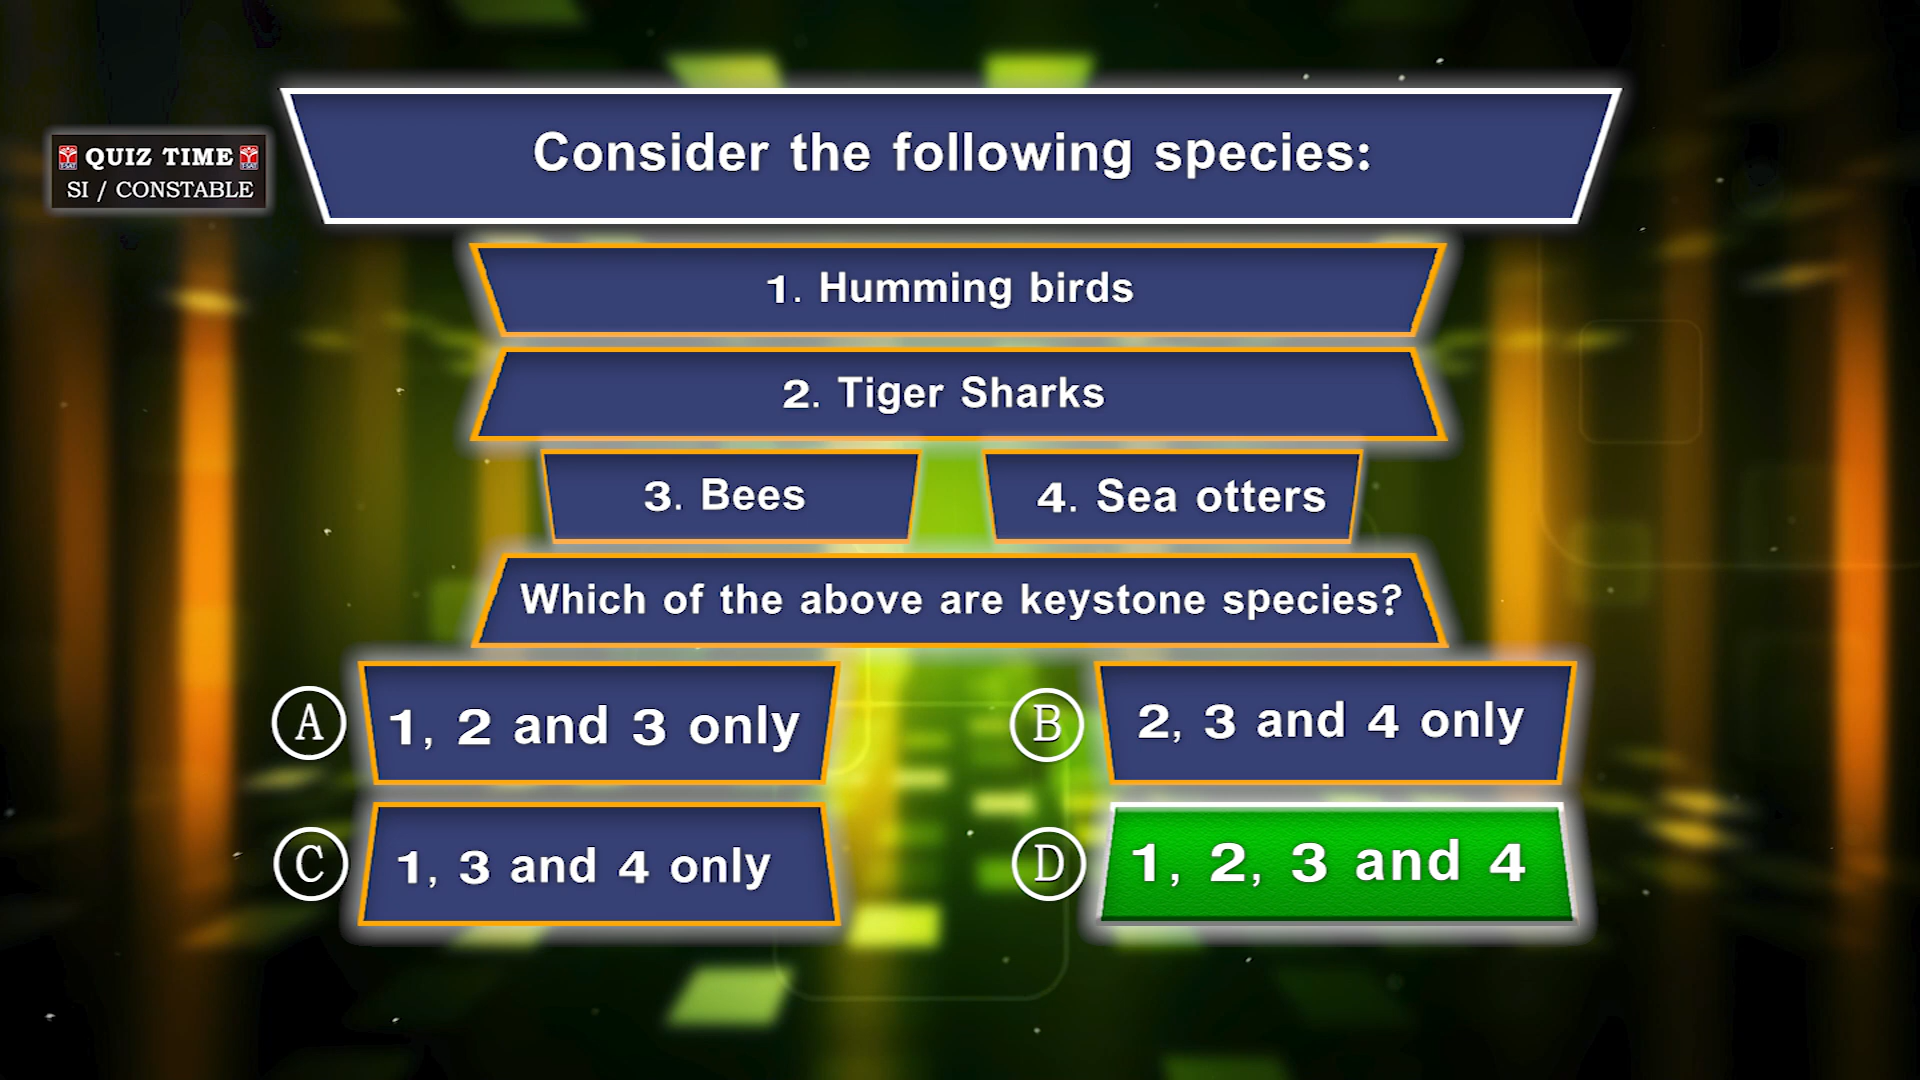 QUIZ TIME
SI / CONSTABLE
Consider the following species:
1. Humming birds
2. Tiger Sharks
3. Bees
4. Sea otters
Which of the above are keystone species?
A 1, 2 and 3 only
B 2, 3 and 4 only
C 1, 3 and 4 only
D 1, 2, 3 and 4